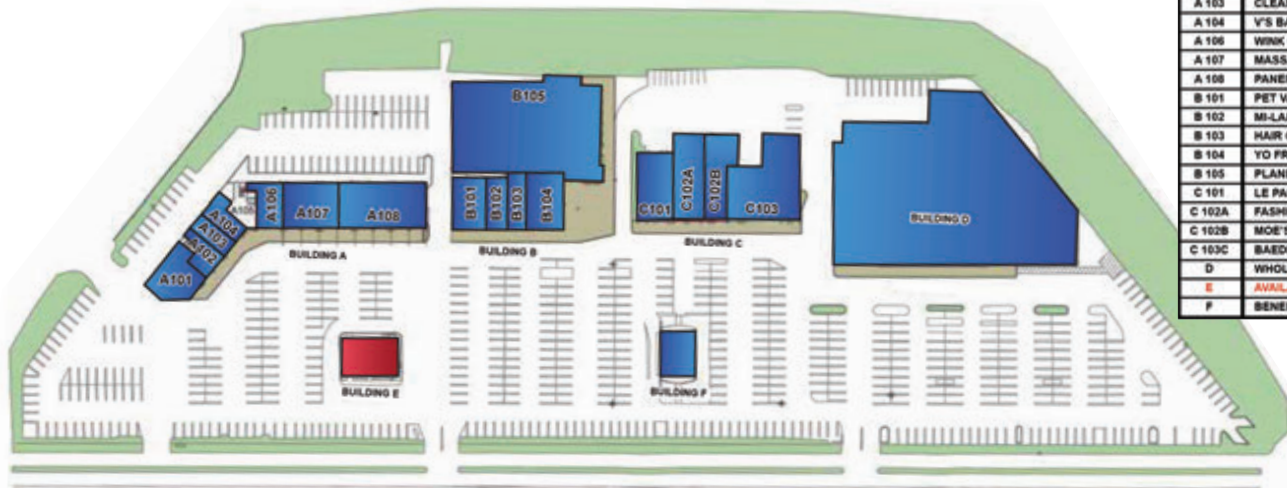 A 103 CLEA
A 104 V'S BA
A 106 WINK
A 107 MASS
A 108 PANE
B 101 PET V
B 102 MI-LA
B 103 HAIR
B 104 YO FR
B 105 PLAN
C 101 LE PA
C 102A FASH
C 102B MOE'S
C 103C BAED
D WHOL
E AVAIL
F BENE
B105
B101
B102
B103
B104
C101
C102A
C102B
C103
BUILDING D
A101
A102
A103
A104
A105
A106
A107
A108
BUILDING A
BUILDING B
BUILDING C
BUILDING E
BUILDING F